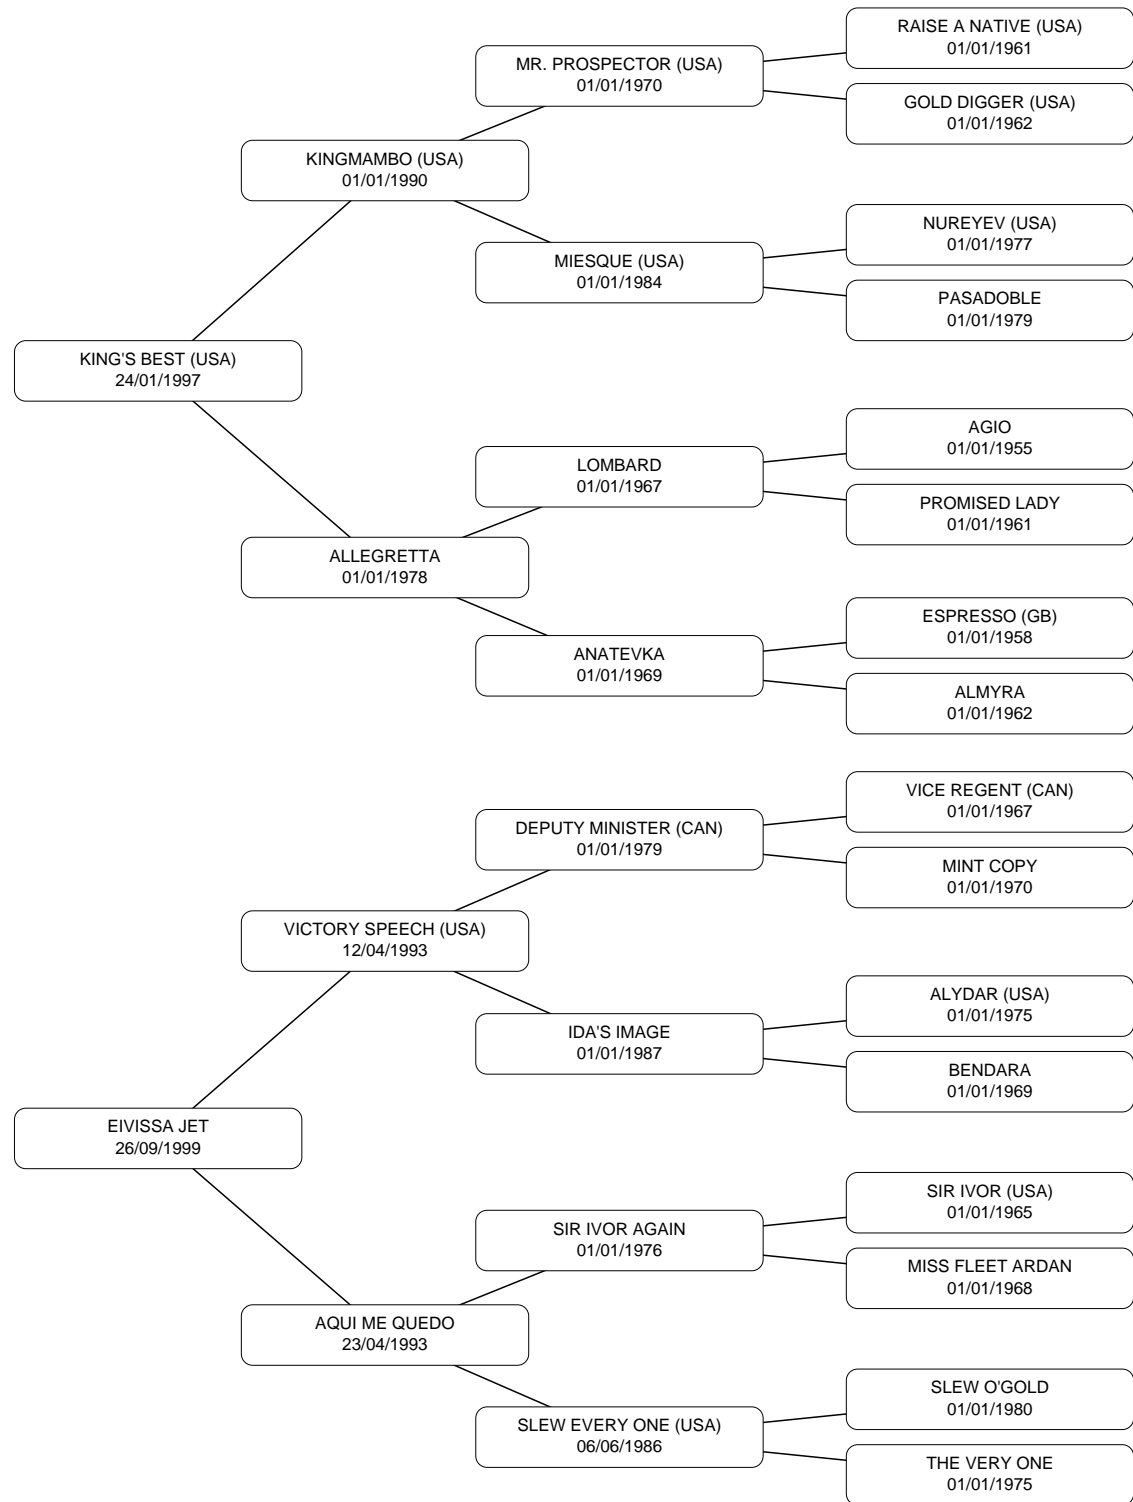 RAISE A NATIVE (USA)
01/01/1961
MR. PROSPECTOR (USA)
01/01/1970
GOLD DIGGER (USA)
01/01/1962
KINGMAMBO (USA)
01/01/1990
NUREYEV (USA)
01/01/1977
MIESQUE (USA)
01/01/1984
PASADOBLE
01/01/1979
KING'S BEST (USA)
24/01/1997
AGIO
01/01/1955
LOMBARD
01/01/1967
PROMISED LADY
01/01/1961
ALLEGRETTA
01/01/1978
ESPRESSO (GB)
01/01/1958
ANATEVKA
01/01/1969
ALMYRA
01/01/1962
VICE REGENT (CAN)
01/01/1967
DEPUTY MINISTER (CAN)
01/01/1979
MINT COPY
01/01/1970
VICTORY SPEECH (USA)
12/04/1993
ALYDAR (USA)
01/01/1975
IDA'S IMAGE
01/01/1987
BENDARA
01/01/1969
EIVISSA JET
26/09/1999
SIR IVOR (USA)
01/01/1965
SIR IVOR AGAIN
01/01/1976
MISS FLEET ARDAN
01/01/1968
AQUI ME QUEDO
23/04/1993
SLEW O'GOLD
01/01/1980
SLEW EVERY ONE (USA)
06/06/1986
THE VERY ONE
01/01/1975